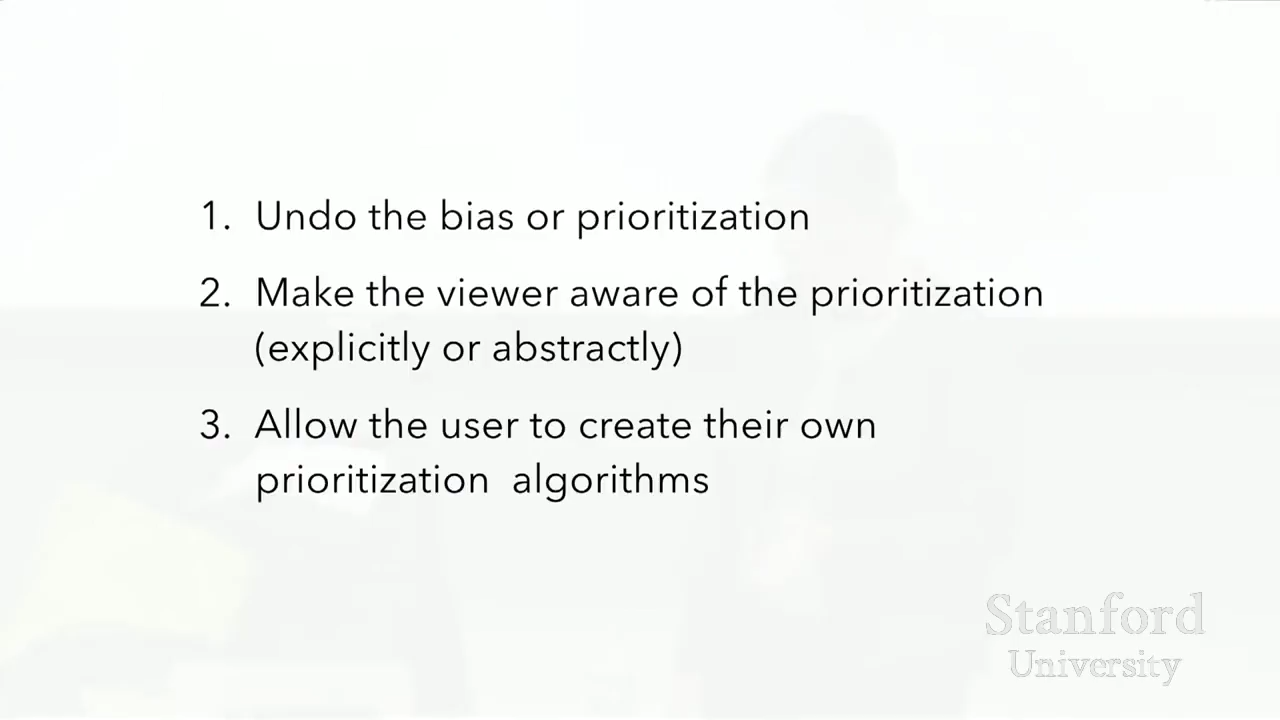 1. Undo the bias or prioritization
2. Make the viewer aware of the prioritization
(explicitly or abstractly)
3. Allow the user to create their own
prioritization algorithms
Stanford
University